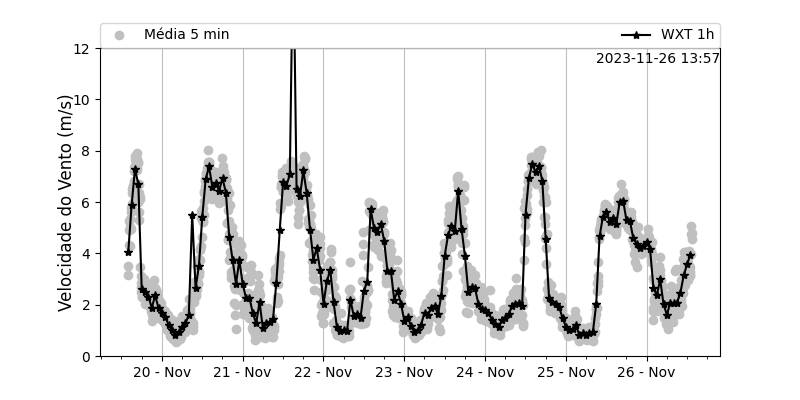 Média 5 min
WXT 1h
2023-11-26 13:57
Velocidade do Vento (m/s)
12
10
8
6
4
2
0
20 - Nov
21 - Nov
22 - Nov
23 - Nov
24 - Nov
25 - Nov
26 - Nov